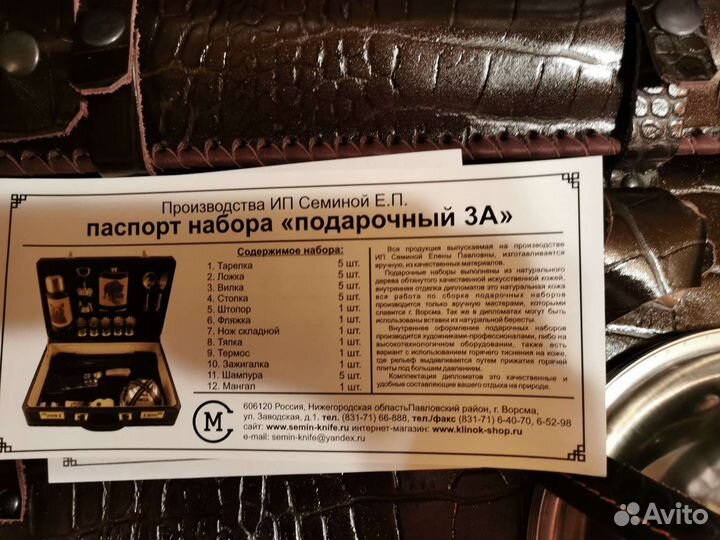 Производства ИП Семиной Е.П.
паспорт набора «подарочный 3А»
Содержимое набора:
1. Тарелка 5 шт.
2. Ложка 5 шт.
3. Вилка 5 шт.
4. Стопка 5 шт.
5. Штопор 1 шт.
6. Фляжка 1 шт.
7. Нож складной 1 шт.
8. Тяпка 1 шт.
9. Термос 1 шт.
10. Зажигалка 1 шт.
11. Шампура 5 шт.
12. Мангал 1 шт.
Вся продукция выпускаемая на производстве
ИП Семиной Елены Павловны, изготавливается
вручную, из качественных материалов.
Подарочные наборы выполнены из натурального
дерева обтянутого качественной искусственной кожей,
внутренняя отделка дипломатов это натуральная кожа
вся работа по сборке подарочных наборов
производится только вручную мастерами, которыми
славится г. Ворсма. Так же в дипломатах могут быть
использованы вставки из натуральной бересты.
Внутреннее оформление подарочных наборов
производится художниками-профессионалами, либо на
высокотехнологичном оборудовании, также есть
вариант с использованием горячего тиснения на коже,
где рельеф выдавливается путем прижатия горячей
плиты под большим давлением.
Комплектация дипломатов это качественные и
удобные составляющие вашего отдыха на природе.
СМ
606120 Россия, Нижегородская областьПавловский район, г. Ворсма,
ул. Заводская, д.1. тел. (831-71) 66-888, тел./факс (831-71) 6-40-70, 6-52-98
сайт: www.semin-knife.ru интернет-магазин: www.klinok-shop.ru
e-mail: semin-knife@yandex.ru
Avito